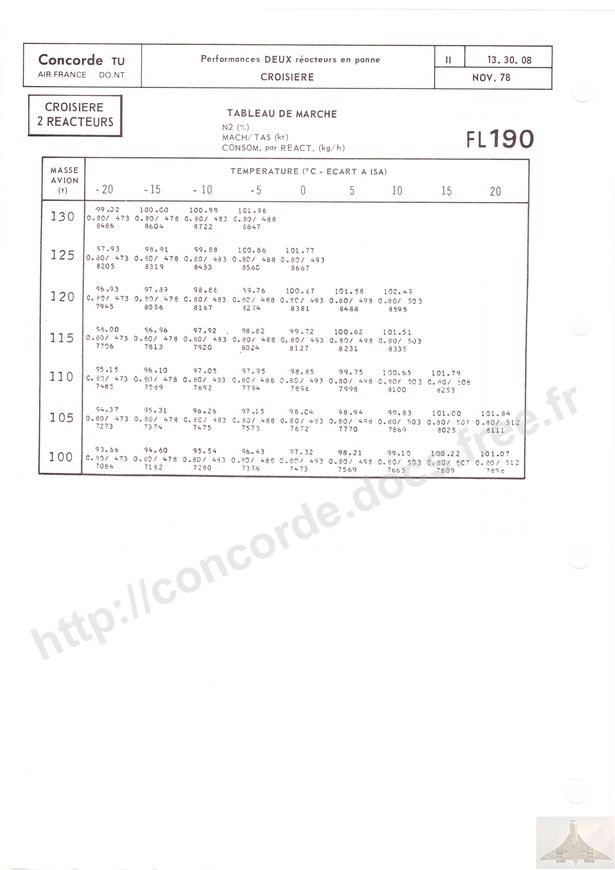 Concorde TU
AIR FRANCE DO.NT
Performances DEUX réacteurs en panne
CROISIERE
II
13. 30. 08
NOV. 78
CROISIERE
2 REACTEURS
TABLEAU DE MARCHE
N2 (%)
MACH/TAS (kt)
CONSOM. par REACT. (kg/h)
FL190
MASSE AVION (t)
TEMPERATURE (°C - ECART A ISA)
- 20 - 15 - 10 - 5 0 5 10 15 20
99.02 100.00 100.99 101.96
130 0.80/ 473 0.80/ 478 0.80/ 483 0.80/ 488
8486 8604 8722 8847
97.93 98.91 99.88 100.86 101.77
125 0.80/ 473 0.80/ 478 0.80/ 483 0.80/ 488 0.80/ 493
8205 8319 8433 8560 8667
96.93 97.89 98.86 99.76 100.67 101.58 102.49
120 0.80/ 473 0.80/ 478 0.80/ 483 0.80/ 488 0.80/ 493 0.80/ 498 0.80/ 503
7945 8056 8167 8274 8381 8488 8595
96.00 96.96 97.92 98.82 99.72 100.62 101.51
115 0.80/ 473 0.80/ 478 0.80/ 483 0.80/ 488 0.80/ 493 0.80/ 498 0.80/ 503
7706 7813 7920 8024 8127 8231 8335
95.15 96.10 97.05 97.95 98.85 99.75 100.65 101.79
110 0.80/ 473 0.80/ 478 0.80/ 483 0.80/ 488 0.80/ 493 0.80/ 498 0.80/ 503 0.80/ 508
7485 7589 7692 7794 7896 7998 8100 8253
94.37 95.31 96.26 97.15 98.04 98.94 99.83 101.00 101.84
105 0.80/ 473 0.80/ 478 0.80/ 483 0.80/ 488 0.80/ 493 0.80/ 498 0.80/ 503 0.80/ 507 0.80/ 512
7273 7374 7475 7573 7672 7770 7869 8025 8111
93.66 94.60 95.54 96.43 97.32 98.21 99.10 100.22 101.07
100 0.80/ 473 0.80/ 478 0.80/ 483 0.80/ 488 0.80/ 493 0.80/ 498 0.80/ 503 0.80/ 507 0.80/ 512
7084 7182 7280 7376 7473 7569 7665 7809 7896
http://concorde.docs.free.fr